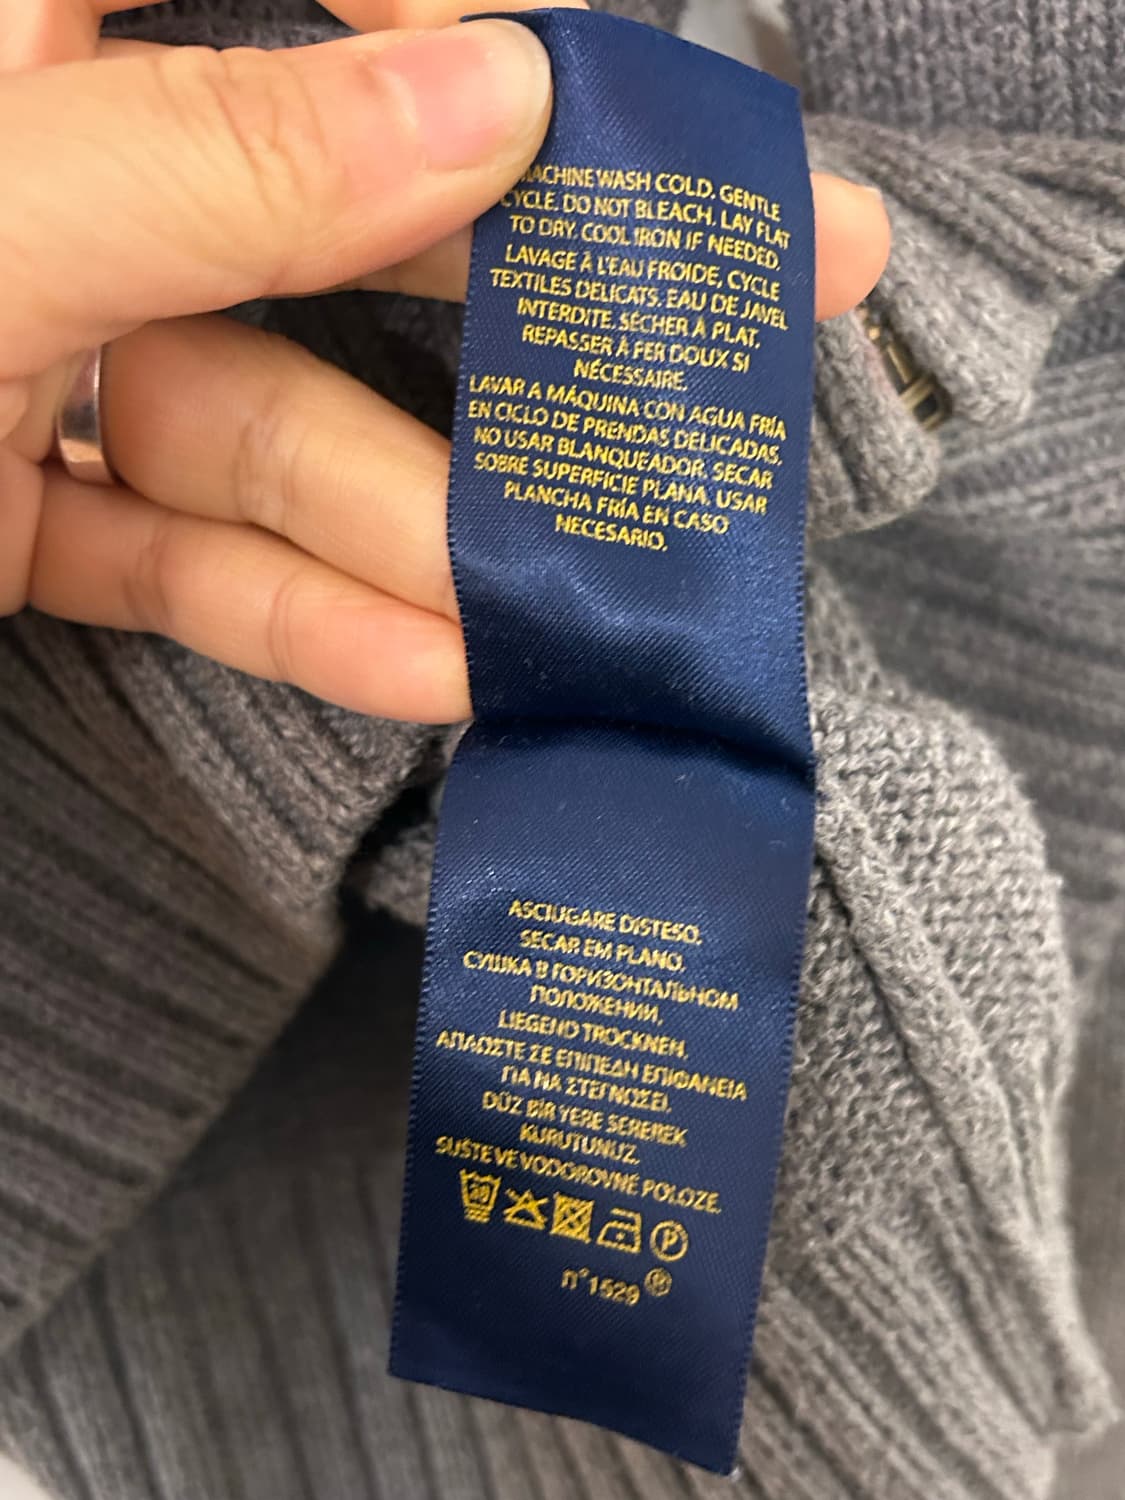 MACHINE WASH COLD. GENTLE
CYCLE. DO NOT BLEACH. LAY FLAT
TO DRY. COOL IRON IF NEEDED.
LAVAGE À L'EAU FROIDE, CYCLE
TEXTILES DÉLICATS. EAU DE JAVEL
INTERDITE. SÉCHER À PLAT.
REPASSER À FER DOUX SI
NÉCESSAIRE.
LAVAR A MÁQUINA CON AGUA FRÍA
EN CICLO DE PRENDAS DELICADAS.
NO USAR BLANQUEADOR. SECAR
SOBRE SUPERFICIE PLANA. USAR
PLANCHA FRÍA EN CASO
NECESARIO.
ASCIUGARE DISTESO.
SECAR EM PLANO.
СУШКА В ГОРИЗОНТАЛЬНОМ
ПОЛОЖЕНИИ.
LIEGEND TROCKNEN.
ΑΠΛΩΣΤΕ ΣΕ ΕΠΙΠΕΔΗ ΕΠΙΦΑΝΕΙΑ
ΓΙΑ ΝΑ ΣΤΕΓΝΩΣΕΙ.
DÜZ BİR YERE SEREREK
KURUTUNUZ.
SUŠTE VE VODOROVNÉ POLOZE.
30 P
n°1529 ®